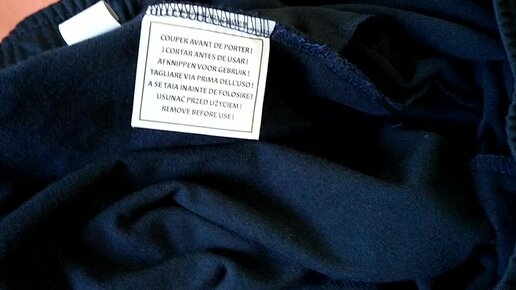 COUPER AVANT DE PORTER!
¡CORTAR ANTES DE USAR!
AFKNIPPEN VOOR GEBRUIK!
TAGLIARE VIA PRIMA DELL'USO!
A SE TAIA INAINTE DE FOLOSIRE!
USUNAĆ PRZED UŻYCIEM!
REMOVE BEFORE USE!